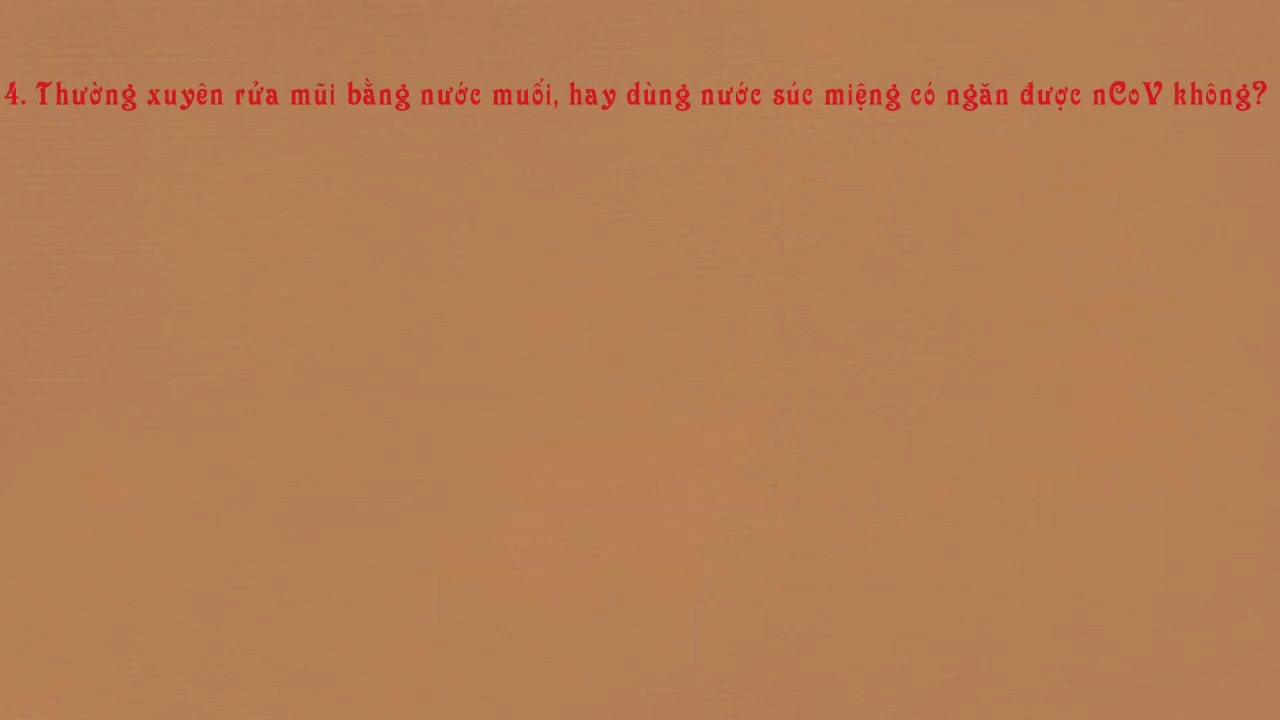 4. Thường xuyên rửa mũi bằng nước muối, hay dùng nước súc miệng có ngăn được nCoV không?